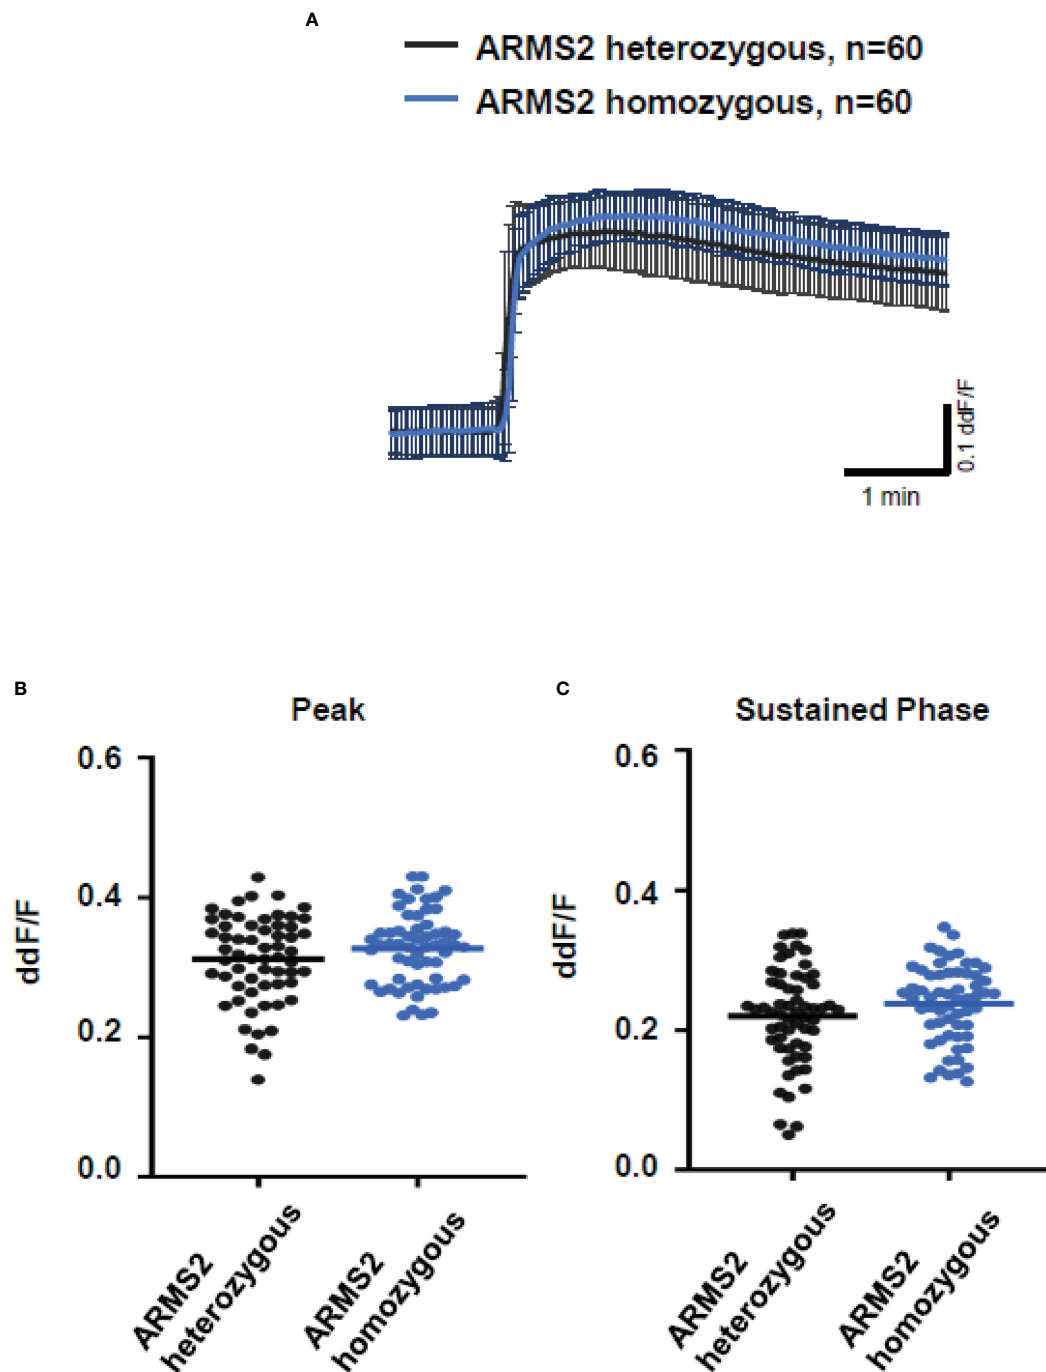 A
ARMS2 heterozygous, n=60
ARMS2 homozygous, n=60
0.1 ddF/F
1 min
B
Peak
0.6
0.4
0.2
0.0
ddF/F
ARMS2
heterozygous
ARMS2
homozygous
C
Sustained Phase
0.6
0.4
0.2
0.0
ddF/F
ARMS2
heterozygous
ARMS2
homozygous